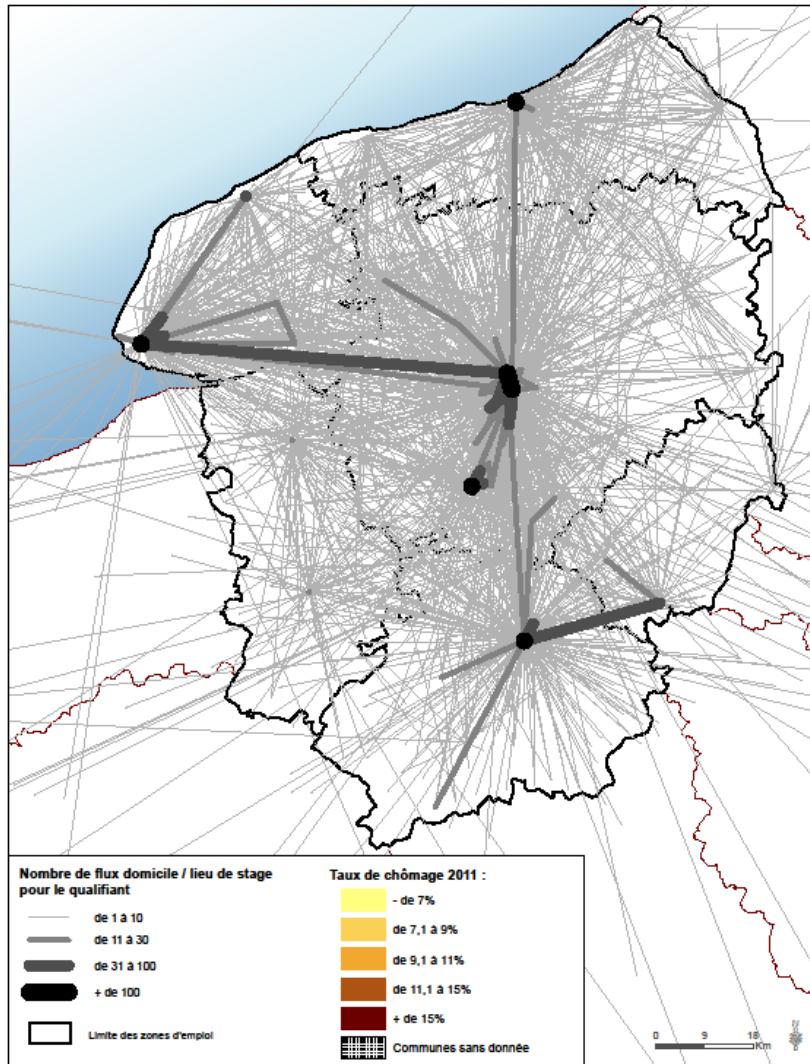 Nombre de flux domicile / lieu de stage
pour le qualifiant
de 1 à 10
de 11 à 30
de 31 à 100
+ de 100
Limite des zones d'emploi
Taux de chômage 2011 :
- de 7%
de 7,1 à 9%
de 9,1 à 11%
de 11,1 à 15%
+ de 15%
Communes sans donnée
0 9 18
Km